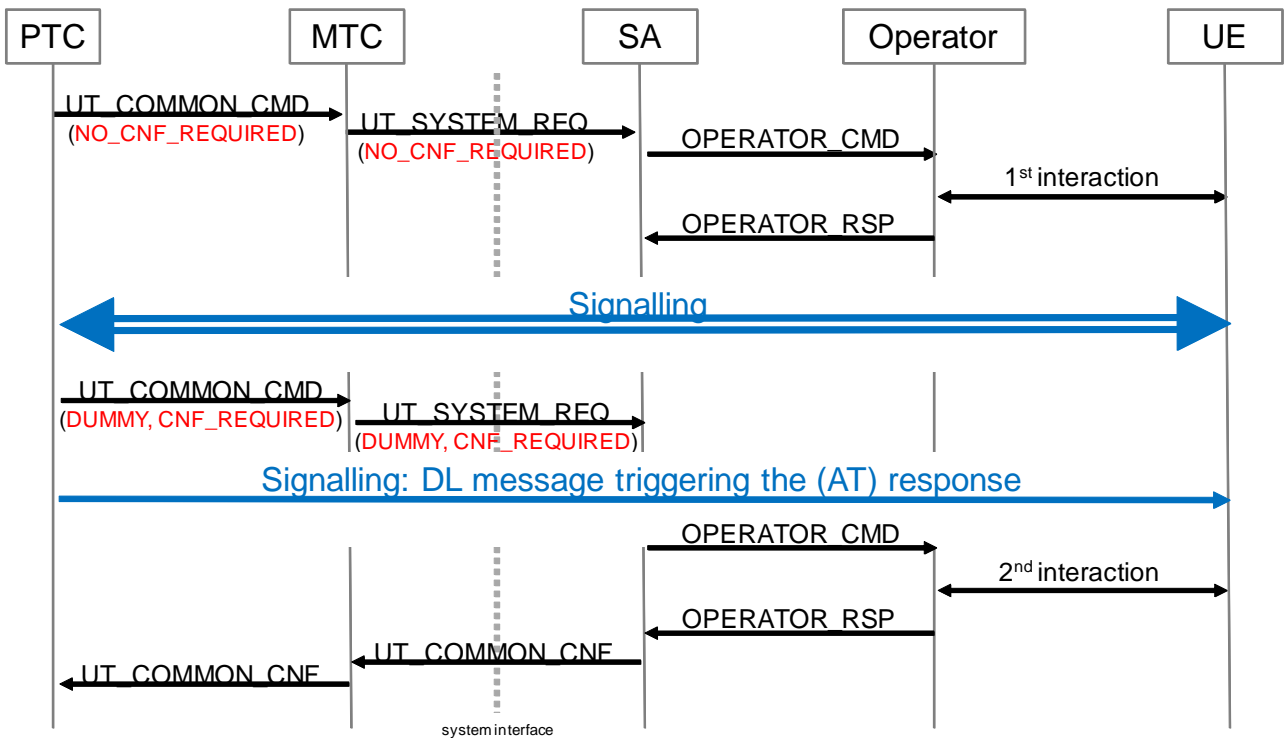 PTC
MTC
SA
Operator
UE
UT_COMMON_CMD
(NO_CNF_REQUIRED)
UT_SYSTEM_REQ
(NO_CNF_REQUIRED)
OPERATOR_CMD
1st interaction
OPERATOR_RSP
Signalling
UT_COMMON_CMD
(DUMMY, CNF_REQUIRED)
UT_SYSTEM_REQ
(DUMMY, CNF_REQUIRED)
Signalling: DL message triggering the (AT) response
OPERATOR_CMD
2nd interaction
OPERATOR_RSP
UT_COMMON_CNF
UT_COMMON_CNF
system interface